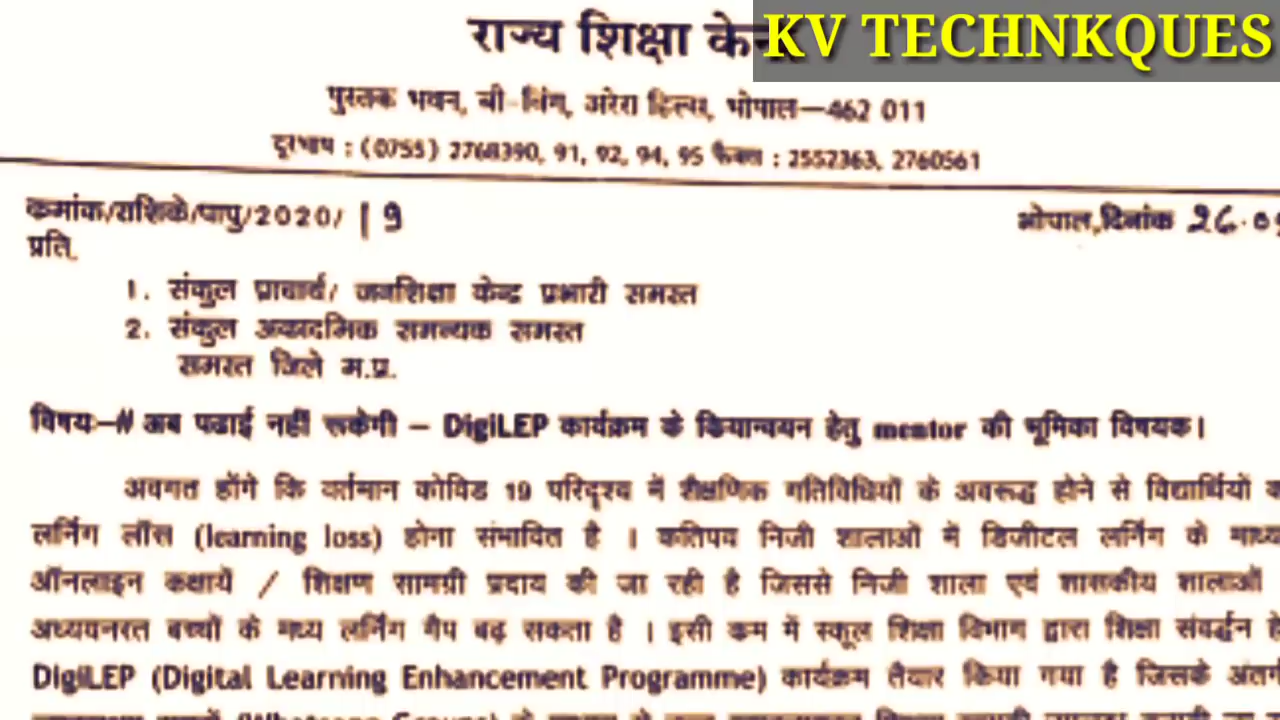 राज्य शिक्षा
KV TECHNKQUES
पुस्तक भवन, बी-विंग, अरेरा हिल्स, भोपाल—462 011
दूरभाष : (0755) 2768390, 91, 92, 94, 95 फैक्स : 2552363, 2760561
कमांक/राशिके/पापु/2020/ 19
भोपाल,दिनांक 26.
प्रति,
1. संकुल प्राचार्य/ जनशिक्षा केन्द्र प्रभारी समस्त
2. संकुल अकादमिक समन्यक समस्त
समस्त जिले म.प्र.
विषयः–# अब पढाई नहीं रूकेगी – DigiLEP कार्यक्रम के कियान्वयन हेतु mentor की भूमिका विषयक।
अवगत होंगे कि वर्तमान कोविड 19 परिदृश्य में शैक्षणिक गतिविधियों के अवरूद्ध होने से विद्यार्थियों
लर्निग लॉस (learning loss) होना संभावित है । कतिपय निजी शालाओं में डिजीटल लर्निग के
ऑनलाइन कक्षायें / शिक्षण सामग्री प्रदाय की जा रही है जिससे निजी शाला एवं शासकीय शालाओं
अध्ययनरत बच्चों के मध्य लर्निग गैप बढ़ सकता है । इसी कम में स्कूल शिक्षा विभाग द्वारा शिक्षा संवर्द्धन
DigiLEP (Digital Learning Enhancement Programme) कार्यक्रम तैयार किया गया है जिसके